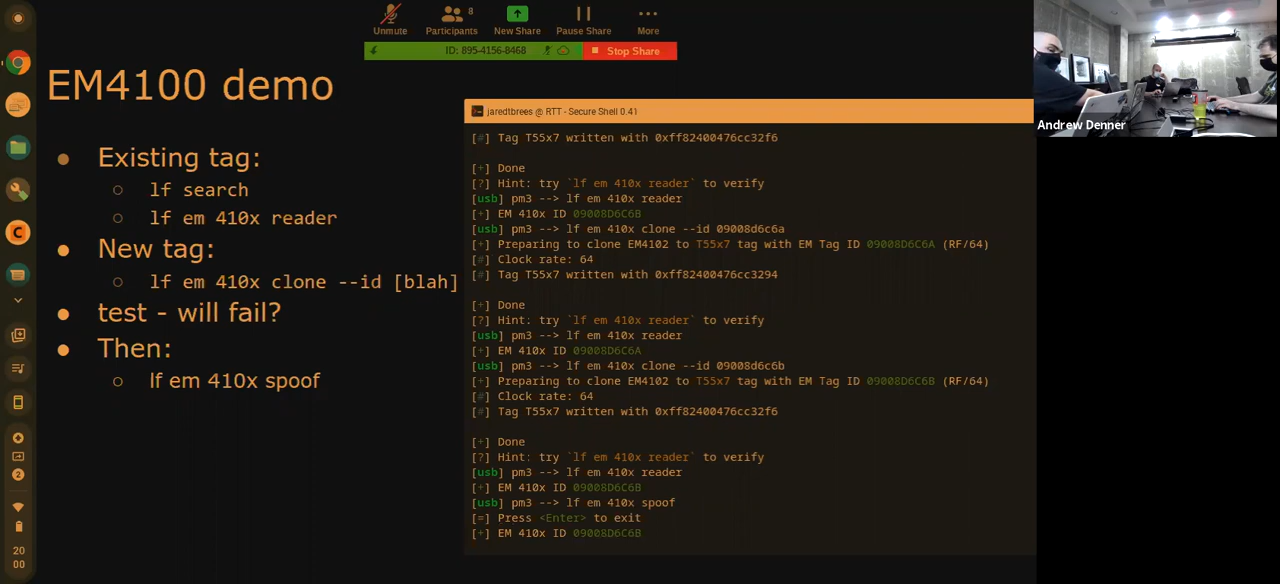 Unmute
Participants
8
New Share
Pause Share
More
ID: 895-4156-8468
Stop Share
Andrew Denner
EM4100 demo
Existing tag:
lf search
lf em 410x reader
New tag:
lf em 410x clone --id [blah]
test - will fail?
Then:
lf em 410x spoof
jaredtbrees @ RTT - Secure Shell 0.41
[#] Tag T55x7 written with 0xff82400476cc32f6
[+] Done
[?] Hint: try `lf em 410x reader` to verify
[usb] pm3 --> lf em 410x reader
[+] EM 410x ID 09008D6C6B
[usb] pm3 --> lf em 410x clone --id 09008d6c6a
[+] Preparing to clone EM4102 to T55x7 tag with EM Tag ID 09008D6C6A (RF/64)
[#] Clock rate: 64
[#] Tag T55x7 written with 0xff82400476cc3294
[+] Done
[?] Hint: try `lf em 410x reader` to verify
[usb] pm3 --> lf em 410x reader
[+] EM 410x ID 09008D6C6A
[usb] pm3 --> lf em 410x clone --id 09008d6c6b
[+] Preparing to clone EM4102 to T55x7 tag with EM Tag ID 09008D6C6B (RF/64)
[#] Clock rate: 64
[#] Tag T55x7 written with 0xff82400476cc32f6
[+] Done
[?] Hint: try `lf em 410x reader` to verify
[usb] pm3 --> lf em 410x reader
[+] EM 410x ID 09008D6C6B
[usb] pm3 --> lf em 410x spoof
[=] Press <Enter> to exit
[+] EM 410x ID 09008D6C6B
C
2
20
00